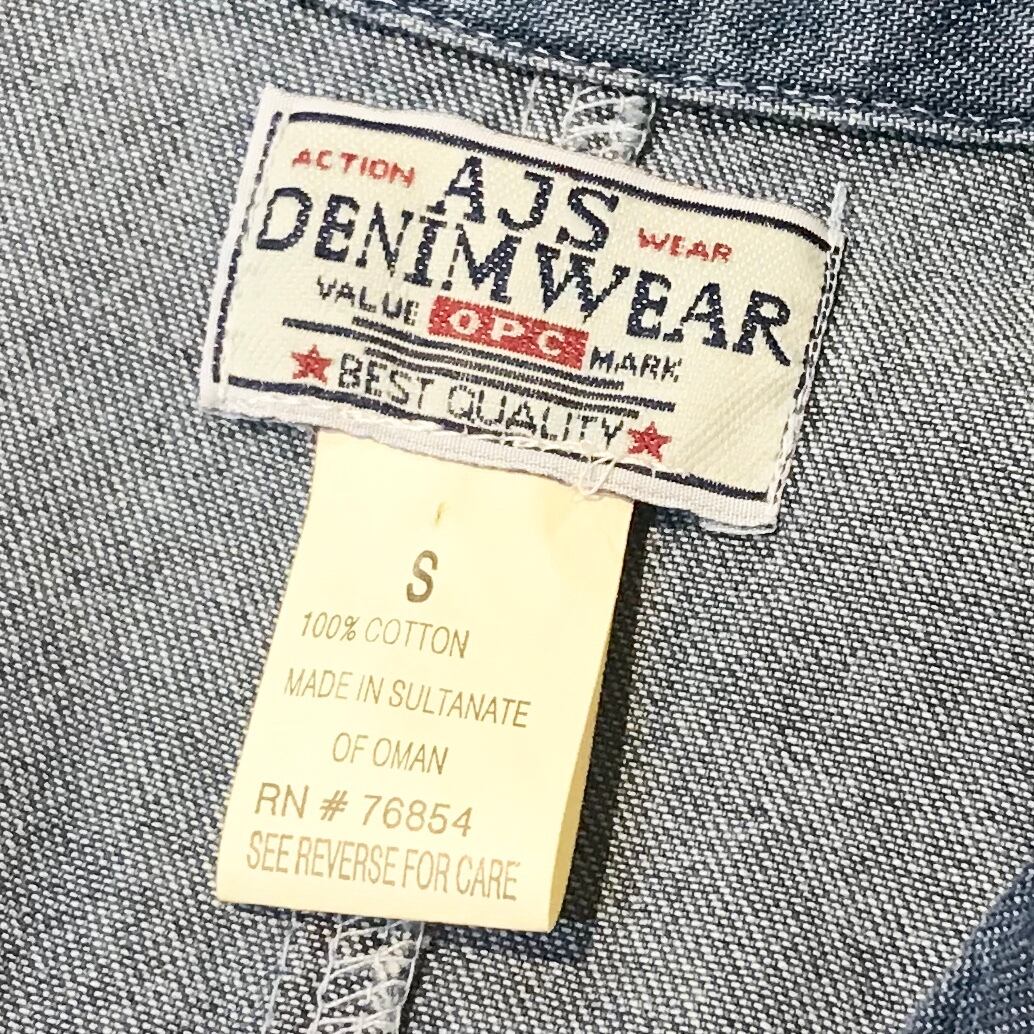 ACTION AJS WEAR
DENIMWEAR
VALUE OPC MARK
BEST QUALITY
S
100% COTTON
MADE IN SULTANATE
OF OMAN
RN # 76854
SEE REVERSE FOR CARE